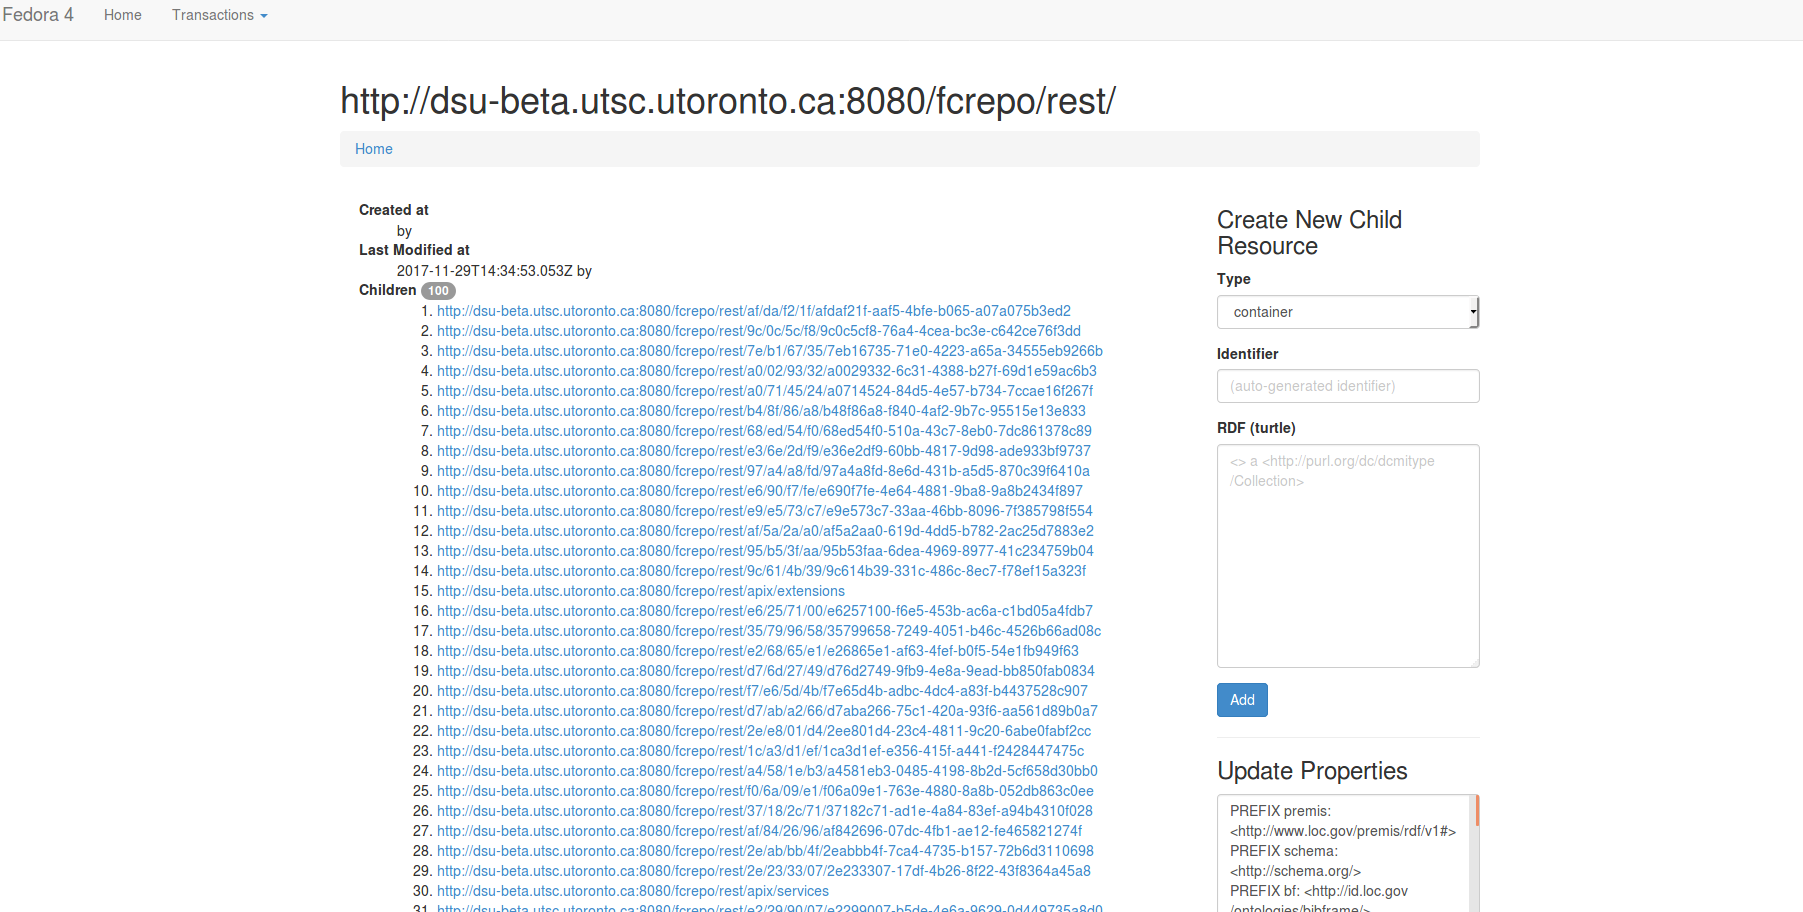 Fedora 4 Home Transactions
http://dsu-beta.utsc.utoronto.ca:8080/fcrepo/rest/
Home
Created at
by
Last Modified at
2017-11-29T14:34:53.053Z by
Children 100
1. http://dsu-beta.utsc.utoronto.ca:8080/fcrepo/rest/af/da/f2/1f/afdaf21f-aaf5-4bfe-b065-a07a075b3ed2
2. http://dsu-beta.utsc.utoronto.ca:8080/fcrepo/rest/9c/0c/5c/f8/9c0c5cf8-76a4-4cea-bc3e-c642ce76f3dd
3. http://dsu-beta.utsc.utoronto.ca:8080/fcrepo/rest/7e/b1/67/35/7eb16735-71e0-4223-a65a-34555eb9266b
4. http://dsu-beta.utsc.utoronto.ca:8080/fcrepo/rest/a0/02/93/32/a0029332-6c31-4388-b27f-69d1e59ac6b3
5. http://dsu-beta.utsc.utoronto.ca:8080/fcrepo/rest/a0/71/45/24/a0714524-84d5-4e57-b734-7ccae16f267f
6. http://dsu-beta.utsc.utoronto.ca:8080/fcrepo/rest/b4/8f/86/a8/b48f86a8-f840-4af2-9b7c-95515e13e833
7. http://dsu-beta.utsc.utoronto.ca:8080/fcrepo/rest/68/ed/54/f0/68ed54f0-510a-43c7-8eb0-7dc861378c89
8. http://dsu-beta.utsc.utoronto.ca:8080/fcrepo/rest/e3/6e/2d/f9/e36e2df9-60bb-4817-9d98-ade933bf9737
9. http://dsu-beta.utsc.utoronto.ca:8080/fcrepo/rest/97/a4/a8/fd/97a4a8fd-8e6d-431b-a5d5-870c39f6410a
10. http://dsu-beta.utsc.utoronto.ca:8080/fcrepo/rest/e6/90/f7/fe/e690f7fe-4e64-4881-9ba8-9a8b2434f897
11. http://dsu-beta.utsc.utoronto.ca:8080/fcrepo/rest/e9/e5/73/c7/e9e573c7-33aa-46bb-8096-7f385798f554
12. http://dsu-beta.utsc.utoronto.ca:8080/fcrepo/rest/af/5a/2a/a0/af5a2aa0-619d-4dd5-b782-2ac25d7883e2
13. http://dsu-beta.utsc.utoronto.ca:8080/fcrepo/rest/95/b5/3f/aa/95b53faa-6dea-4969-8977-41c234759b04
14. http://dsu-beta.utsc.utoronto.ca:8080/fcrepo/rest/9c/61/4b/39/9c614b39-331c-486c-8ec7-f78ef15a323f
15. http://dsu-beta.utsc.utoronto.ca:8080/fcrepo/rest/apix/extensions
16. http://dsu-beta.utsc.utoronto.ca:8080/fcrepo/rest/e6/25/71/00/e6257100-f6e5-453b-ac6a-c1bd05a4fdb7
17. http://dsu-beta.utsc.utoronto.ca:8080/fcrepo/rest/35/79/96/58/35799658-7249-4051-b46c-4526b66ad08c
18. http://dsu-beta.utsc.utoronto.ca:8080/fcrepo/rest/e2/68/65/e1/e26865e1-af63-4fef-b0f5-54e1fb949f63
19. http://dsu-beta.utsc.utoronto.ca:8080/fcrepo/rest/d7/6d/27/49/d76d2749-9fb9-4e8a-9ead-bb850fab0834
20. http://dsu-beta.utsc.utoronto.ca:8080/fcrepo/rest/f7/e6/5d/4b/f7e65d4b-adbc-4dc4-a83f-b4437528c907
21. http://dsu-beta.utsc.utoronto.ca:8080/fcrepo/rest/d7/ab/a2/66/d7aba266-75c1-420a-93f6-aa561d89b0a7
22. http://dsu-beta.utsc.utoronto.ca:8080/fcrepo/rest/2e/e8/01/d4/2ee801d4-23c4-4811-9c20-6abe0fabf2cc
23. http://dsu-beta.utsc.utoronto.ca:8080/fcrepo/rest/1c/a3/d1/ef/1ca3d1ef-e356-415f-a441-f2428447475c
24. http://dsu-beta.utsc.utoronto.ca:8080/fcrepo/rest/a4/58/1e/b3/a4581eb3-0485-4198-8b2d-5cf658d30bb0
25. http://dsu-beta.utsc.utoronto.ca:8080/fcrepo/rest/f0/6a/09/e1/f06a09e1-763e-4880-8a8b-052db863c0ee
26. http://dsu-beta.utsc.utoronto.ca:8080/fcrepo/rest/37/18/2c/71/37182c71-ad1e-4a84-83ef-a94b4310f028
27. http://dsu-beta.utsc.utoronto.ca:8080/fcrepo/rest/af/84/26/96/af842696-07dc-4fb1-ae12-fe465821274f
28. http://dsu-beta.utsc.utoronto.ca:8080/fcrepo/rest/2e/ab/bb/4f/2eabbb4f-7ca4-4735-b157-72b6d3110698
29. http://dsu-beta.utsc.utoronto.ca:8080/fcrepo/rest/2e/23/33/07/2e233307-17df-4b26-8f22-43f8364a45a8
30. http://dsu-beta.utsc.utoronto.ca:8080/fcrepo/rest/apix/services
31. http://dsu-beta.utsc.utoronto.ca:8080/fcrepo/rest/e2/29/90/07/e2299007-b5de-4e6a-9629-0d449735a8d0
Create New Child
Resource
Type
container
Identifier
(auto-generated identifier)
RDF (turtle)
<> a <http://purl.org/dc/dcmitype
/Collection>
Add
Update Properties
PREFIX premis:
<http://www.loc.gov/premis/rdf/v1#>
PREFIX schema:
<http://schema.org/>
PREFIX bf: <http://id.loc.gov
/ontologies/bibframe/>